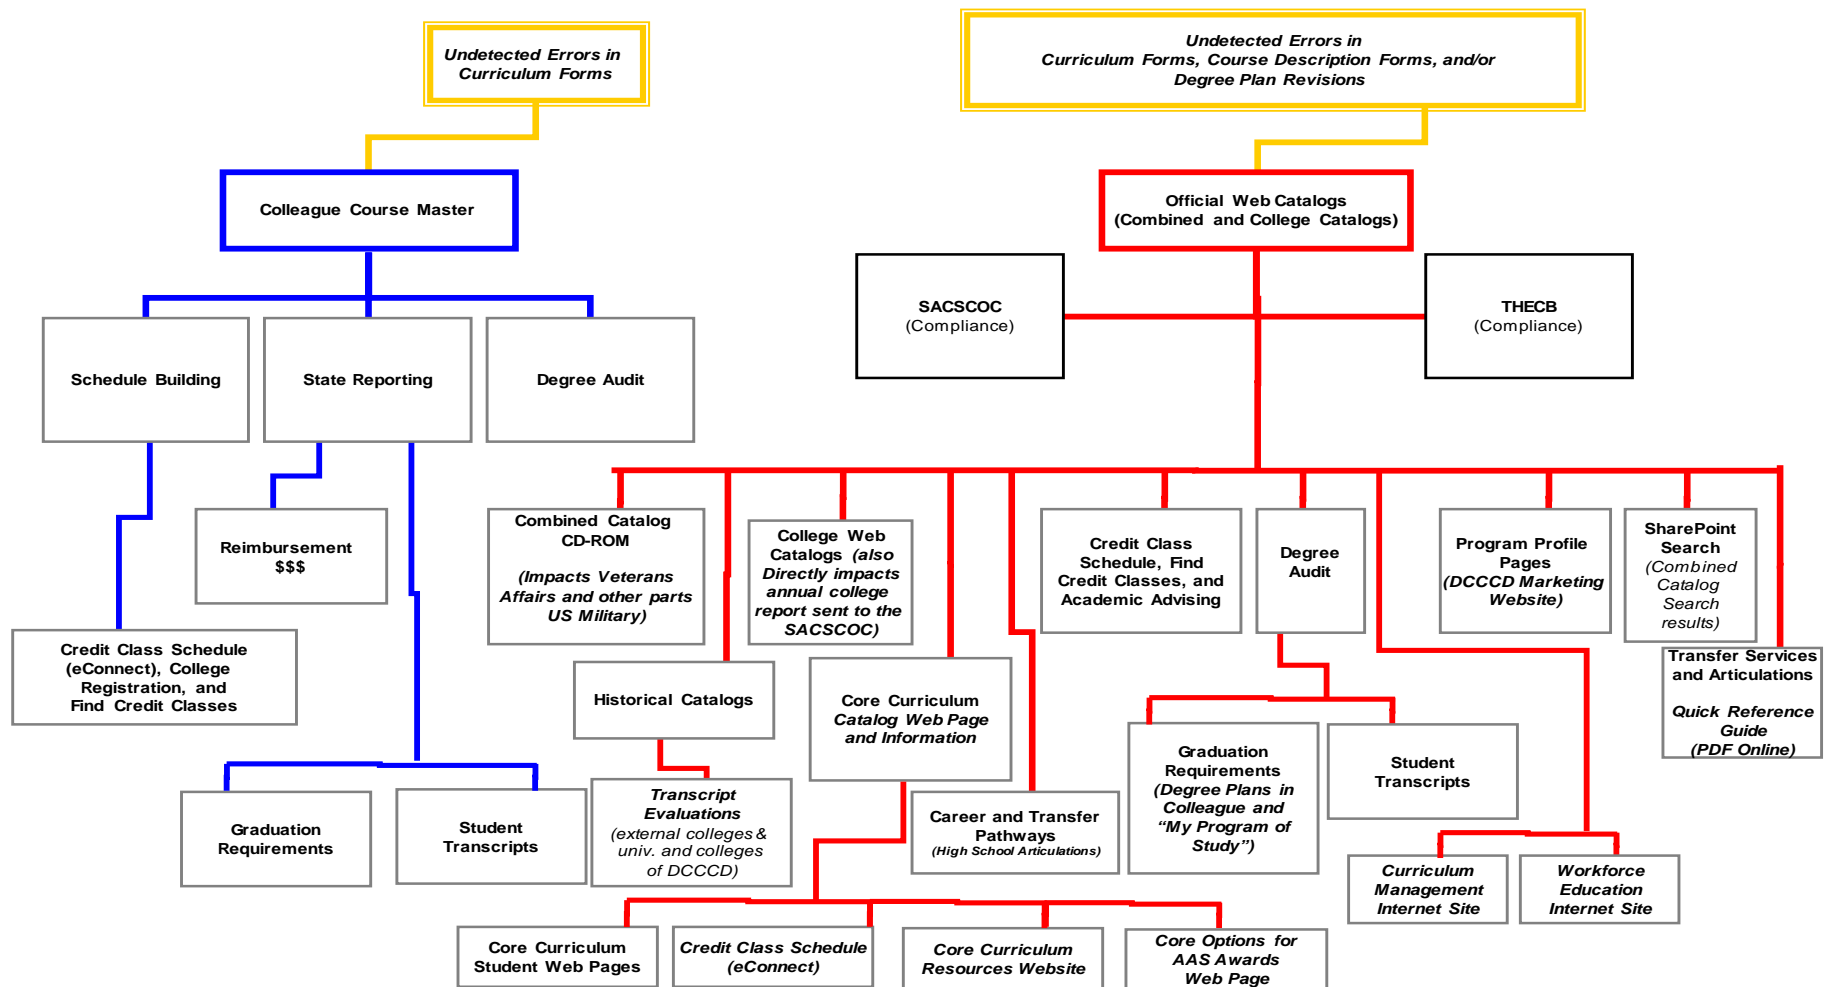 Undetected Errors in
Curriculum Forms
Undetected Errors in
Curriculum Forms, Course Description Forms, and/or
Degree Plan Revisions
Colleague Course Master
Official Web Catalogs
(Combined and College Catalogs)
SACSCOC
(Compliance)
THECB
(Compliance)
Schedule Building
State Reporting
Degree Audit
Reimbursement
$$$
Credit Class Schedule
(eConnect), College
Registration, and
Find Credit Classes
Graduation
Requirements
Student
Transcripts
Combined Catalog
CD-ROM
(Impacts Veterans
Affairs and other parts
US Military)
College Web
Catalogs (also
Directly impacts
annual college
report sent to the
SACSCOC)
Credit Class
Schedule, Find
Credit Classes, and
Academic Advising
Degree
Audit
Program Profile
Pages
(DCCCD Marketing
Website)
SharePoint
Search
(Combined
Catalog
Search
results)
Transfer Services
and Articulations
Quick Reference
Guide
(PDF Online)
Historical Catalogs
Core Curriculum
Catalog Web Page
and Information
Transcript
Evaluations
(external colleges &
univ. and colleges
of DCCCD)
Career and Transfer
Pathways
(High School Articulations)
Graduation
Requirements
(Degree Plans in
Colleague and
“My Program of
Study”)
Student
Transcripts
Curriculum
Management
Internet Site
Workforce
Education
Internet Site
Core Curriculum
Student Web Pages
Credit Class Schedule
(eConnect)
Core Curriculum
Resources Website
Core Options for
AAS Awards
Web Page